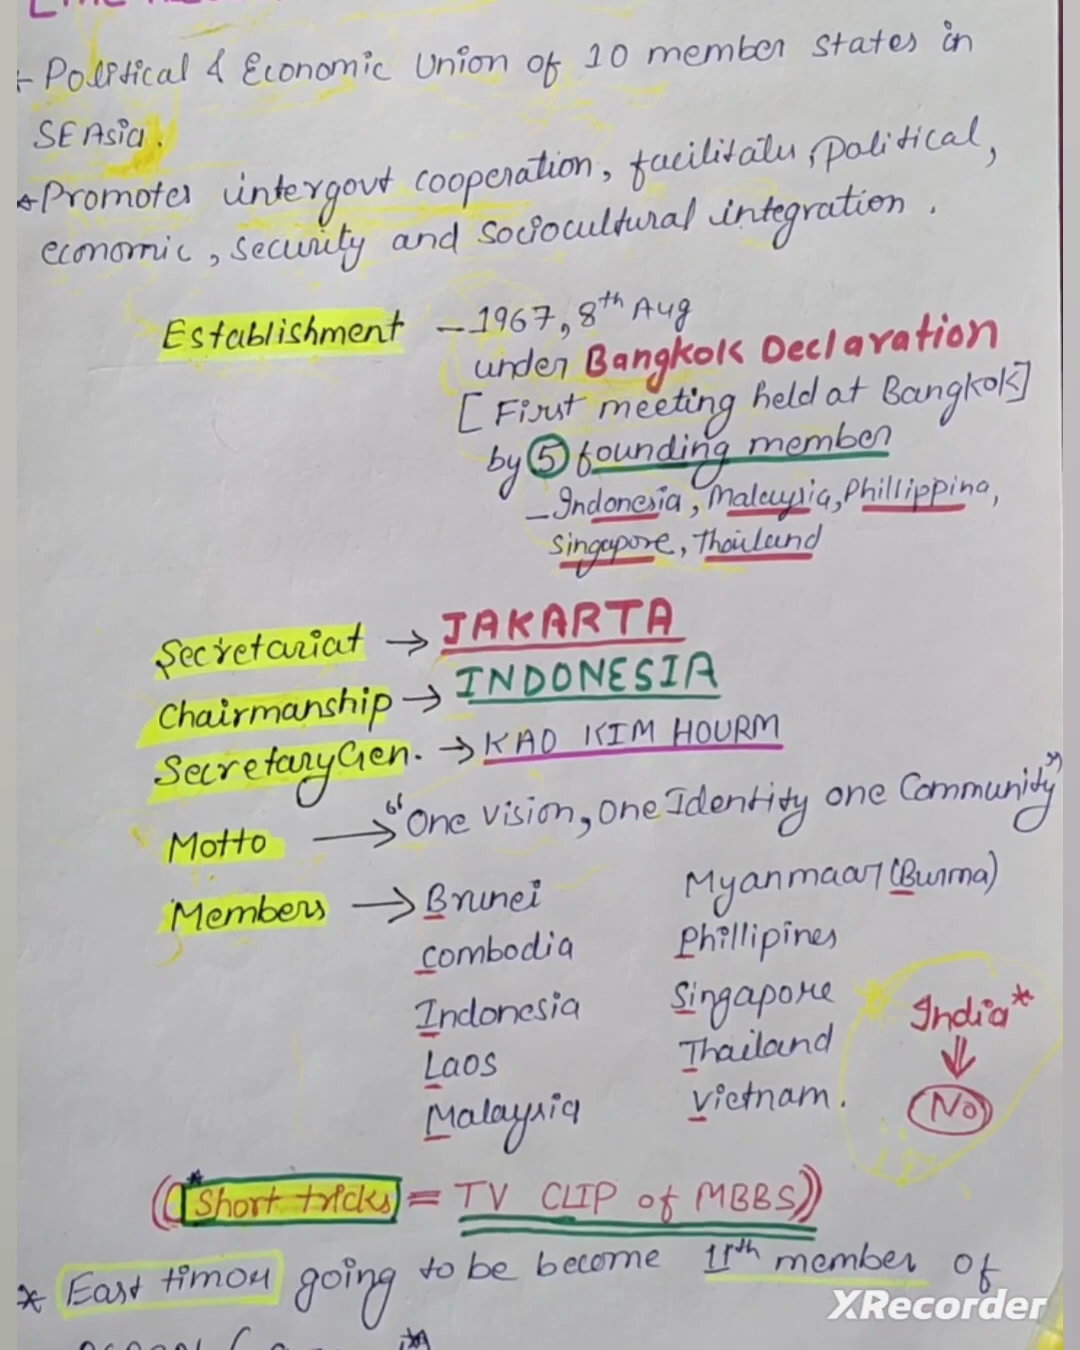 + Political & Economic Union of 10 member states in
SE Asia.
Promotes intergovt cooperation, facilitalu, political,
economic, security and sociocultural integration.
Establishment – 1967, 8th Aug
under Bangkok Declaration
[First meeting held at Bangkok]
by 5 founding member
– Indonesia, Malaysia, Phillippina,
Singapore, Thailand
Secretariat → JAKARTA
Chairmanship → INDONESIA
Secretary Gen. → KAO KIM HOURM
Motto → "One vision, One Identity one Community"
Members → Brunei Myanmaar (Burma)
Combodia Phillipines
Indonesia Singapore
Laos Thailand
Malaysia Vietnam.
India*
⇓
No
((*Short tricks = TV CLIP of MBBS))
* East timor going to be become 11th member of
XRecorder